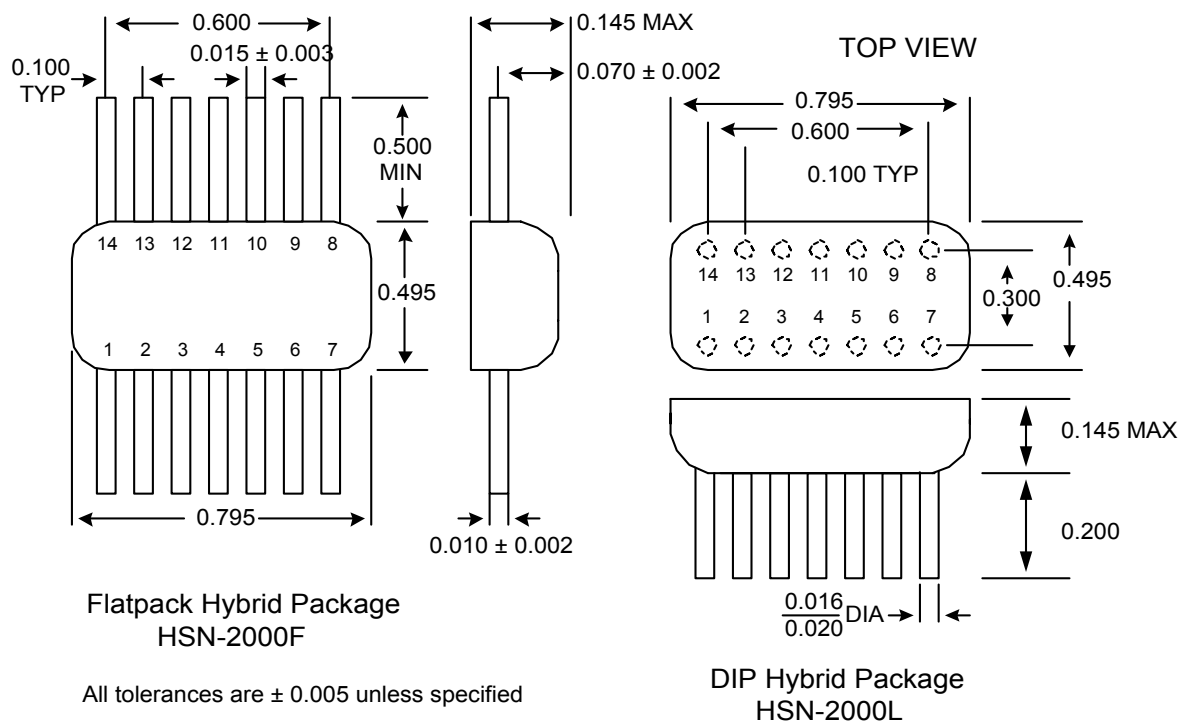 0.600
0.015 ± 0.003
0.100
TYP
0.500
MIN
14 13 12 11 10 9 8
0.495
1 2 3 4 5 6 7
0.795
Flatpack Hybrid Package
HSN-2000F
All tolerances are ± 0.005 unless specified
0.145 MAX
0.070 ± 0.002
0.010 ± 0.002
TOP VIEW
0.795
0.600
0.100 TYP
14 13 12 11 10 9 8
0.300
0.495
1 2 3 4 5 6 7
0.145 MAX
0.200
0.016
0.020
DIA
DIP Hybrid Package
HSN-2000L